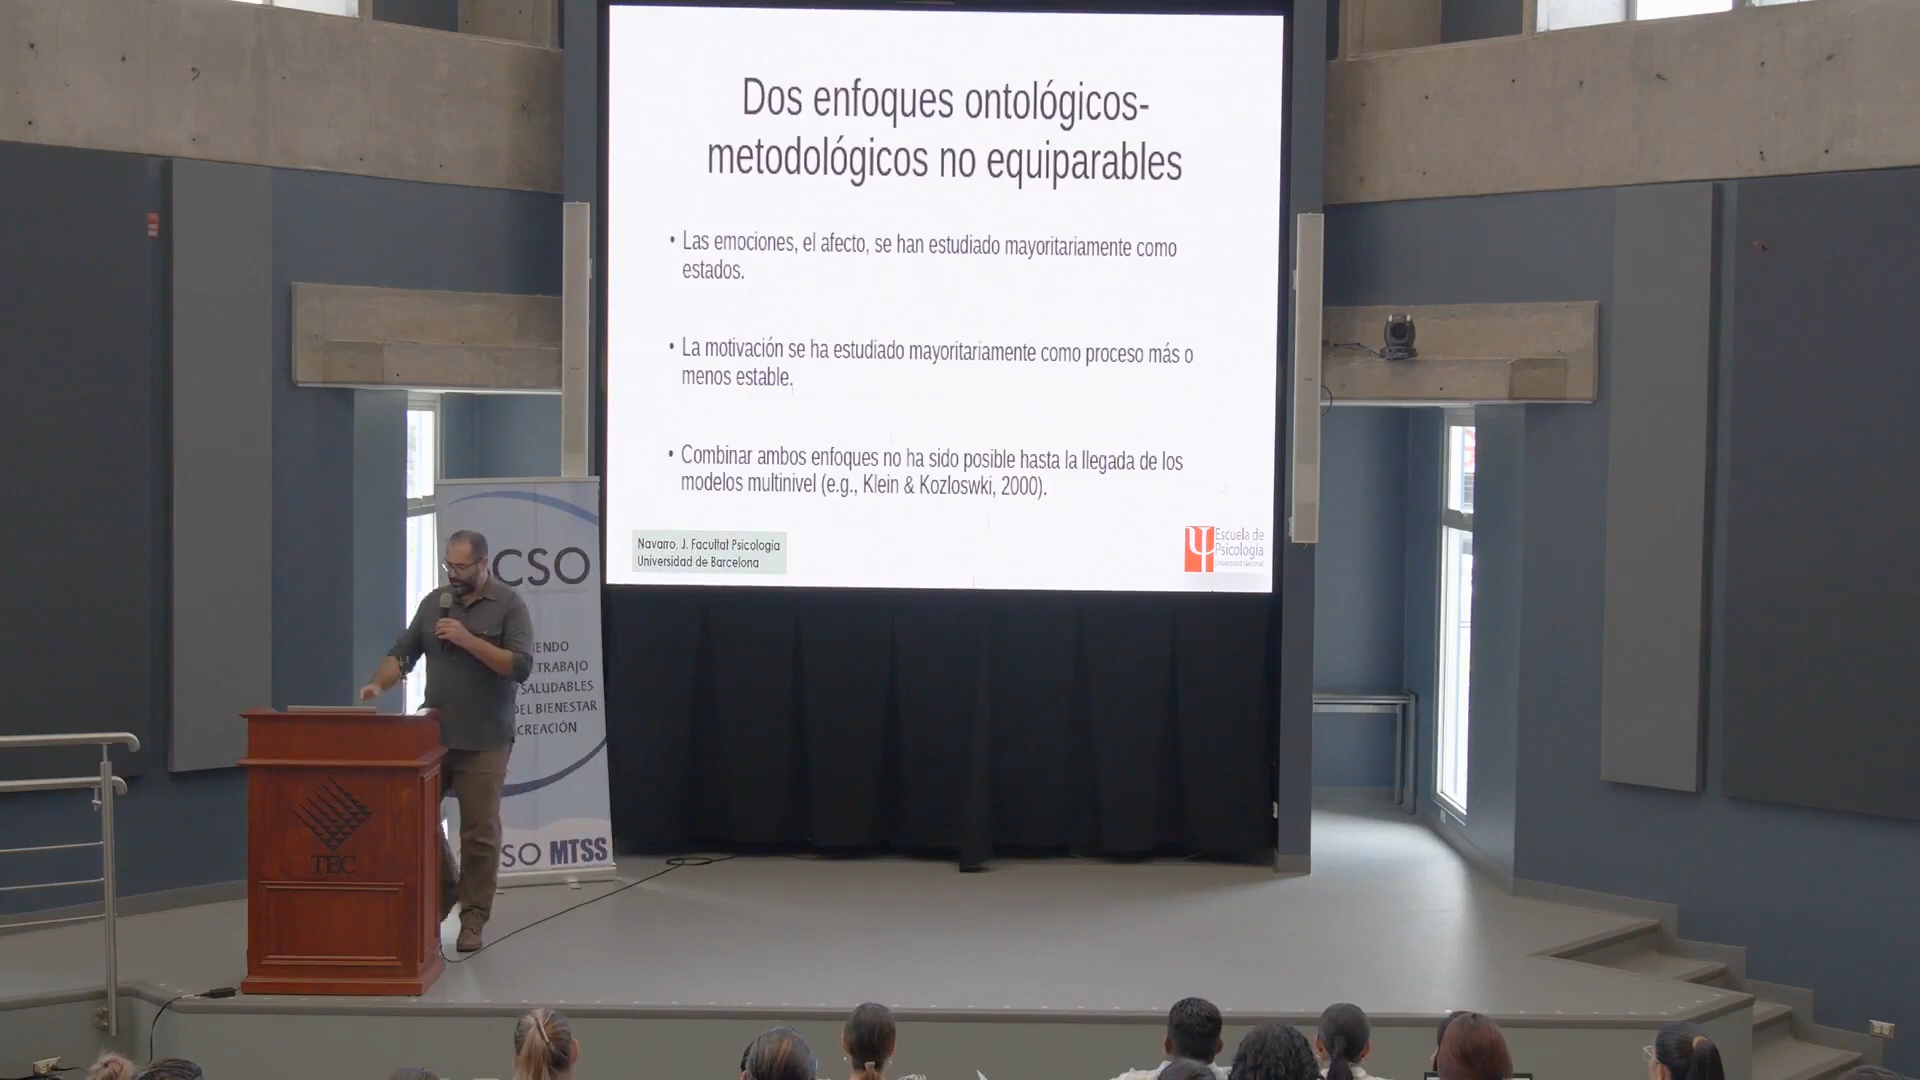 Dos enfoques ontológicos-
metodológicos no equiparables
• Las emociones, el afecto, se han estudiado mayoritariamente como
estados.
• La motivación se ha estudiado mayoritariamente como proceso más o
menos estable.
• Combinar ambos enfoques no ha sido posible hasta la llegada de los
modelos multinivel (e.g., Klein & Kozloswki, 2000).
Navarro, J. Facultat Psicologia
Universidad de Barcelona
Escuela de
Psicología
Universidad Nacional
CSO
IENDO
TRABAJO
SALUDABLES
DEL BIENESTAR
CREACIÓN
SO MTSS
TEC